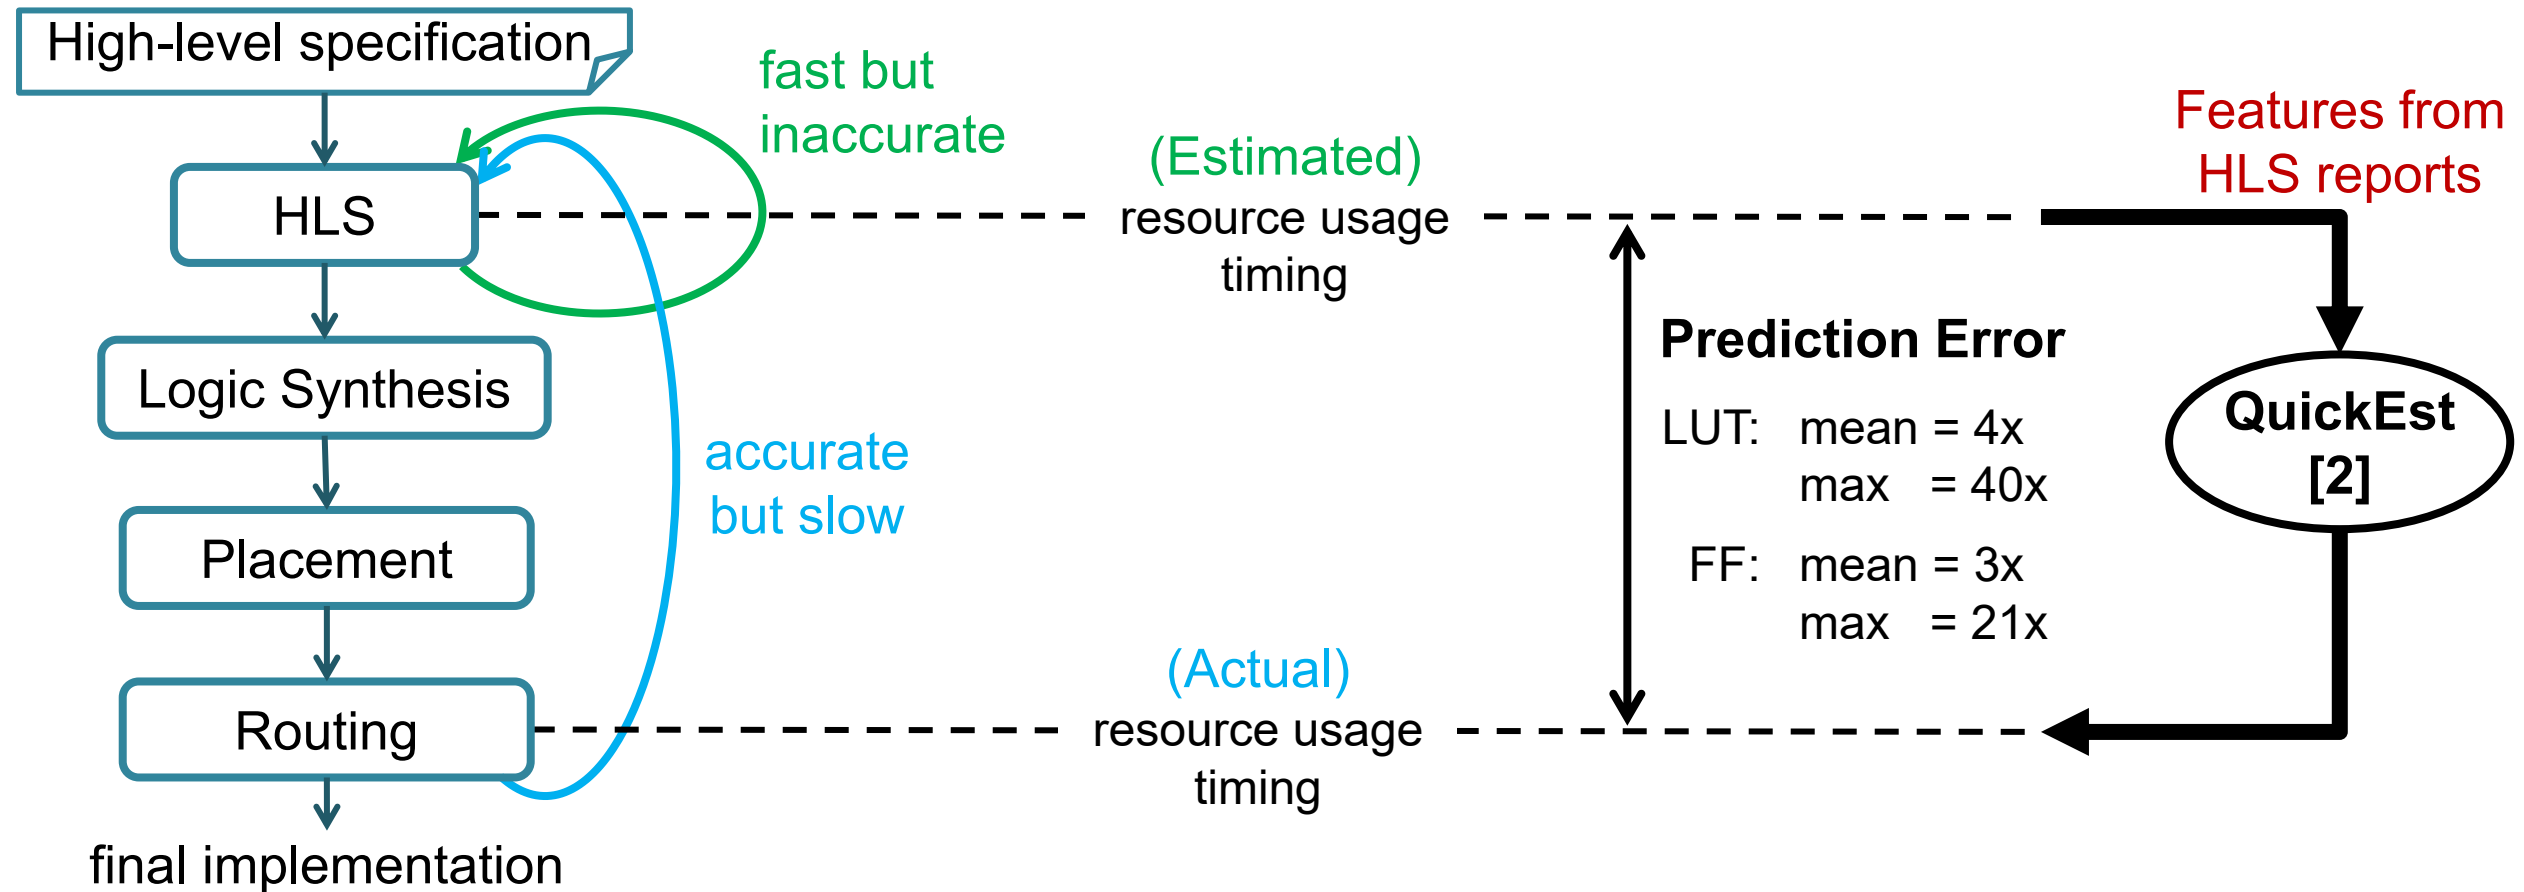 High-level specification
HLS
Logic Synthesis
Placement
Routing
final implementation
fast but
inaccurate
accurate
but slow
(Estimated)
resource usage
timing
(Actual)
resource usage
timing
Prediction Error
LUT: mean = 4x
max = 40x
FF: mean = 3x
max = 21x
Features from
HLS reports
QuickEst
[2]